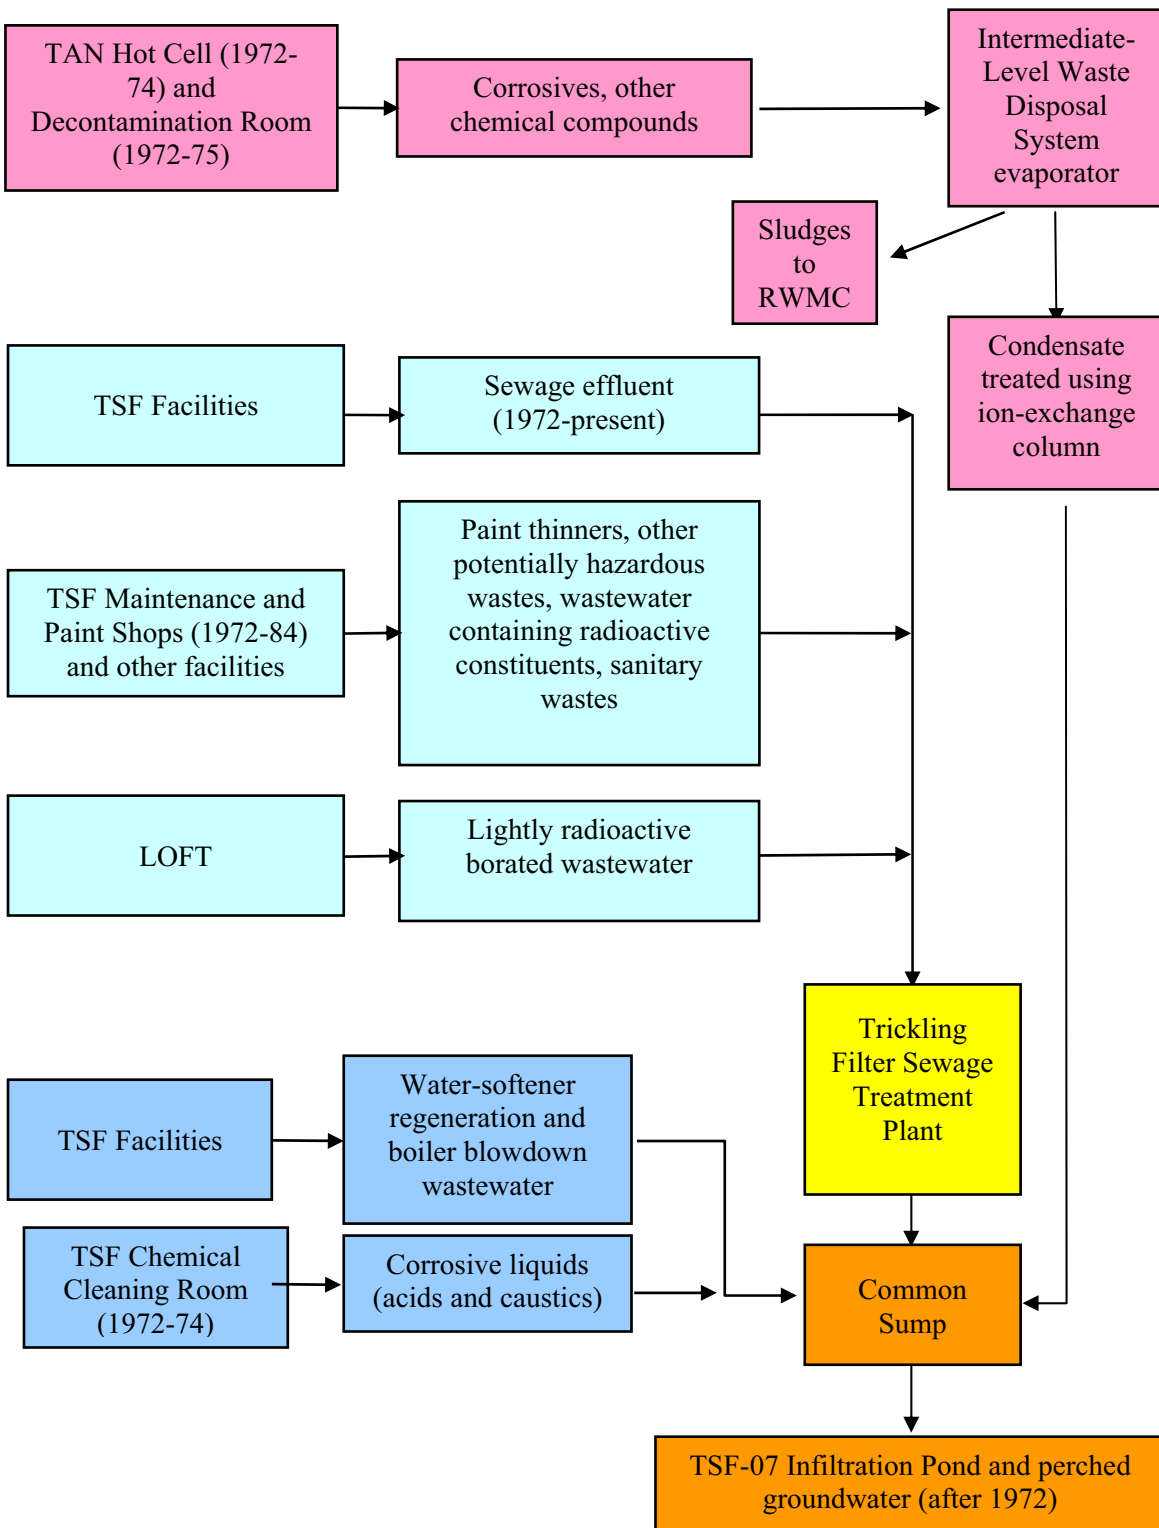 TAN Hot Cell (1972-
74) and
Decontamination Room
(1972-75)
Corrosives, other
chemical compounds
Intermediate-
Level Waste
Disposal
System
evaporator
Sludges
to
RWMC
Condensate
treated using
ion-exchange
column
TSF Facilities
Sewage effluent
(1972-present)
TSF Maintenance and
Paint Shops (1972-84)
and other facilities
Paint thinners, other
potentially hazardous
wastes, wastewater
containing radioactive
constituents, sanitary
wastes
LOFT
Lightly radioactive
borated wastewater
Trickling
Filter Sewage
Treatment
Plant
TSF Facilities
Water-softener
regeneration and
boiler blowdown
wastewater
TSF Chemical
Cleaning Room
(1972-74)
Corrosive liquids
(acids and caustics)
Common
Sump
TSF-07 Infiltration Pond and perched
groundwater (after 1972)